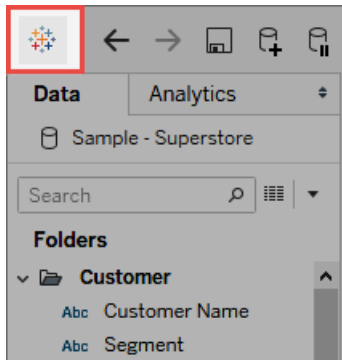 Data Analytics
Sample - Superstore
Search
Folders
Customer
Abc Customer Name
Abc Segment